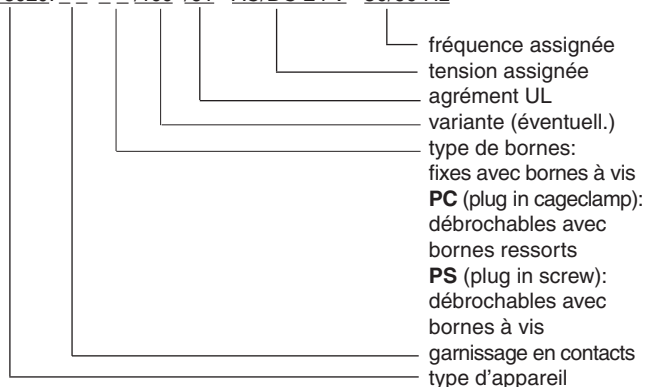 fréquence assignée
tension assignée
agrément UL
variante (éventuell.)
type de bornes:
fixes avec bornes à vis
PC (plug in cageclamp):
débrochables avec
bornes ressorts
PS (plug in screw):
débrochables avec
bornes à vis
garnissage en contacts
type d'appareil